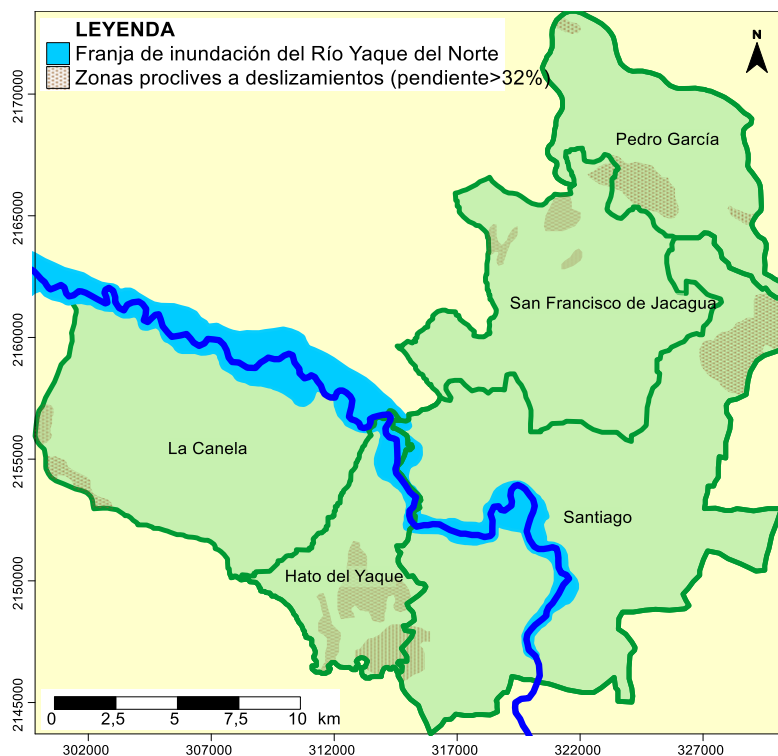 LEYENDA
Franja de inundación del Río Yaque del Norte
Zonas proclives a deslizamientos (pendiente>32%)
N
Pedro García
San Francisco de Jacagua
La Canela
Santiago
Hato del Yaque
2170000
2165000
2160000
2155000
2150000
2145000
0 2,5 5 7,5 10 km
302000 307000 312000 317000 322000 327000